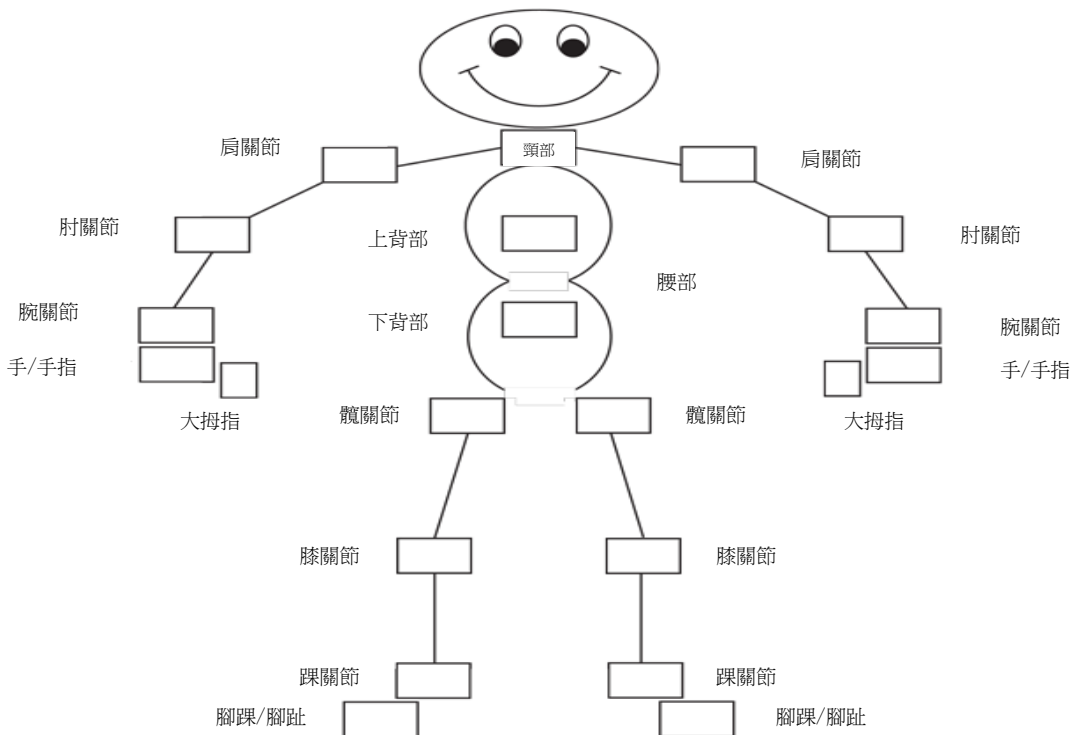 頸部
肩關節
肩關節
肘關節
上背部
肘關節
腰部
腕關節
下背部
腕關節
手/手指
手/手指
大拇指
髖關節
髖關節
大拇指
膝關節
膝關節
踝關節
踝關節
腳踝/腳趾
腳踝/腳趾